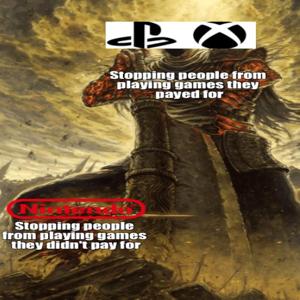 Stopping people from
playing games they
payed for
Nintendo
Stopping people
from playing games
they didn't pay for